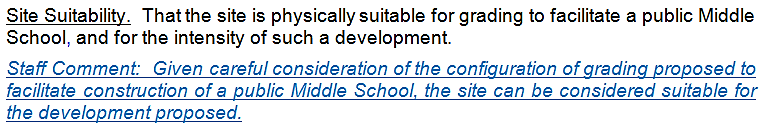 Site Suitability.  That the site is physically suitable for grading to facilitate a public Middle
School, and for the intensity of such a development.
Staff Comment:  Given careful consideration of the configuration of grading proposed to
facilitate construction of a public Middle School, the site can be considered suitable for
the development proposed.